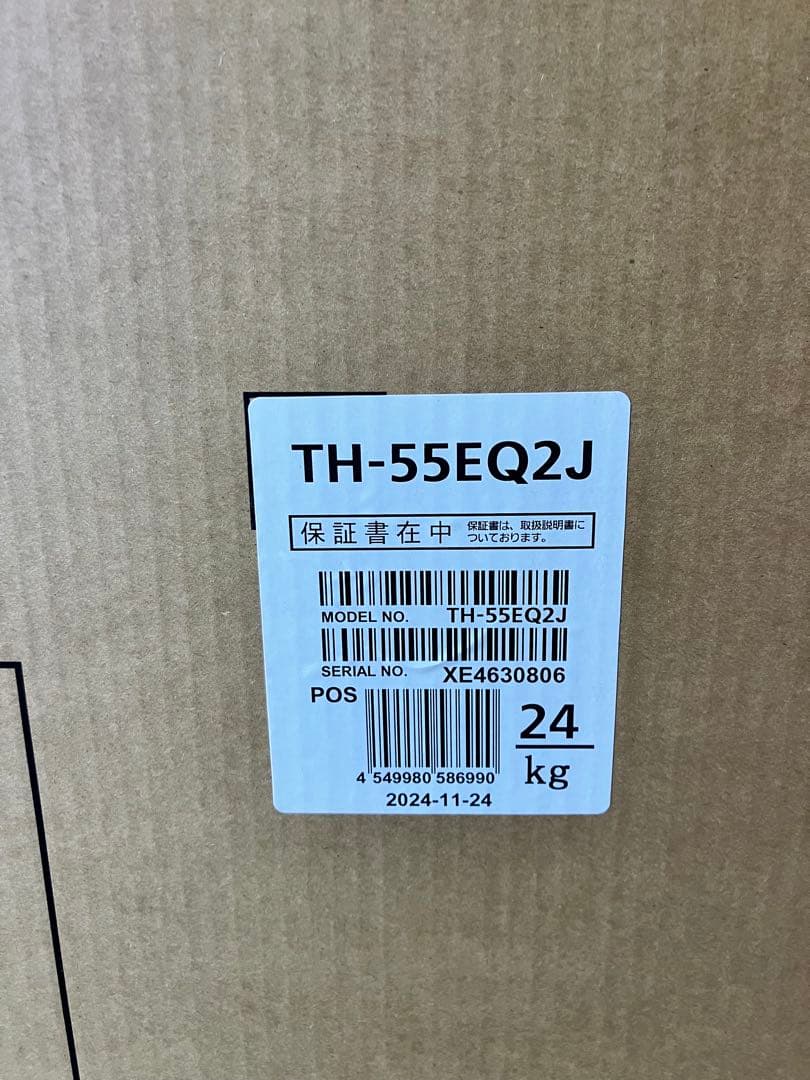 TH-55EQ2J
保証書在中 保証書は、取扱説明書に
ついております。
MODEL NO. TH-55EQ2J
SERIAL NO. XE4630806
POS
24
kg
4 549980 586990
2024-11-24